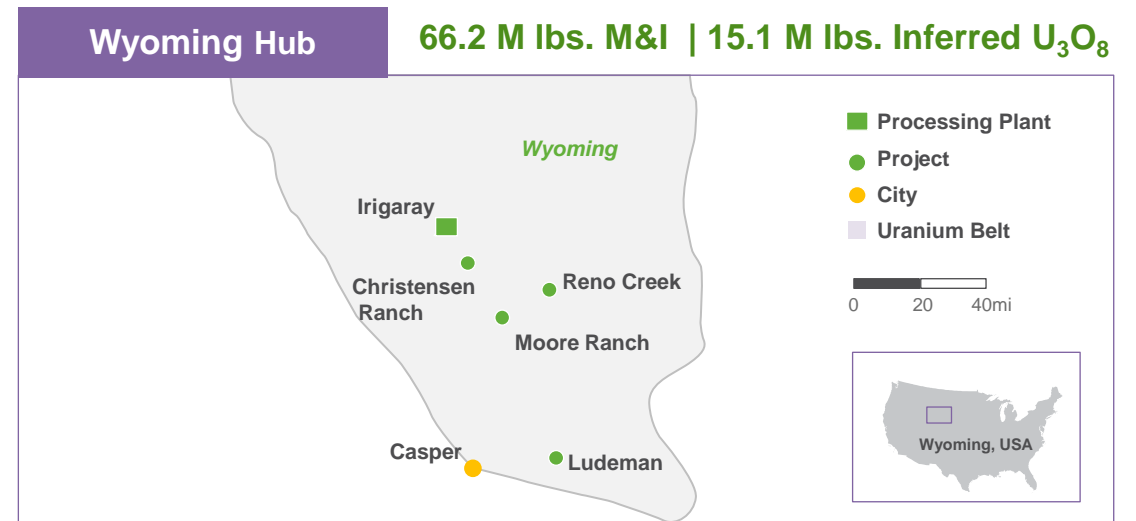 Wyoming Hub
66.2 M lbs. M&I | 15.1 M lbs. Inferred U₃O₈
Wyoming
Irigaray
Christensen
Ranch
Reno Creek
Moore Ranch
Casper
Ludeman
Processing Plant
Project
City
Uranium Belt
0 20 40mi
Wyoming, USA